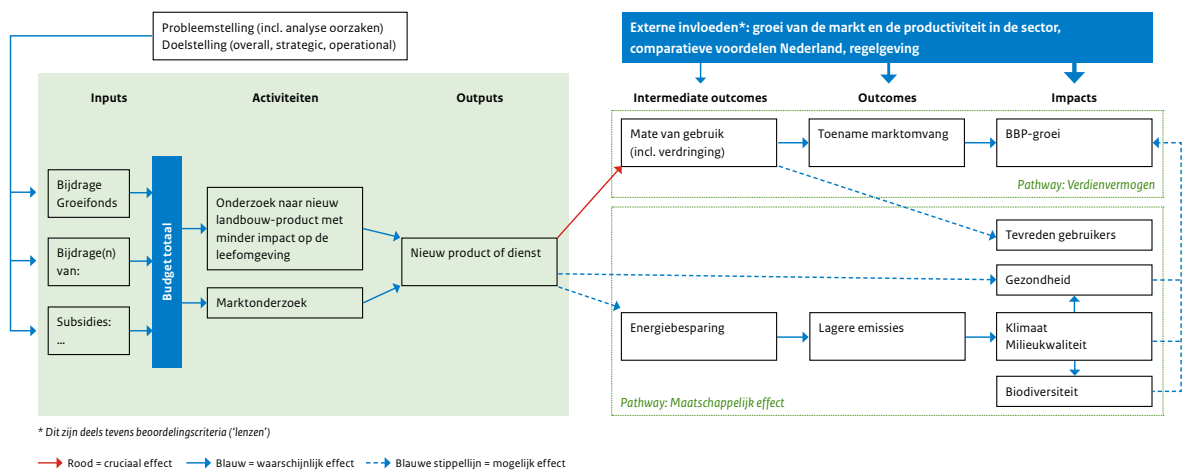 Probleemstelling (incl. analyse oorzaken)
Doelstelling (overall, strategic, operational)
Externe invloeden*: groei van de markt en de productiviteit in de sector,
comparatieve voordelen Nederland, regelgeving
Inputs
Activiteiten
Outputs
Intermediate outcomes
Outcomes
Impacts
Bijdrage
Groeifonds
Bijdrage(n)
van:
Subsidies:
...
Budget totaal
Onderzoek naar nieuw
landbouw-product met
minder impact op de
leefomgeving
Marktonderzoek
Nieuw product of dienst
Mate van gebruik
(incl. verdringing)
Toename marktomvang
BBP-groei
Pathway: Verdienvermogen
Tevreden gebruikers
Gezondheid
Energiebesparing
Lagere emissies
Klimaat
Milieukwaliteit
Biodiversiteit
Pathway: Maatschappelijk effect
* Dit zijn deels tevens beoordelingscriteria (‘lenzen’)
Rood = cruciaal effect
Blauw = waarschijnlijk effect
Blauwe stippellijn = mogelijk effect